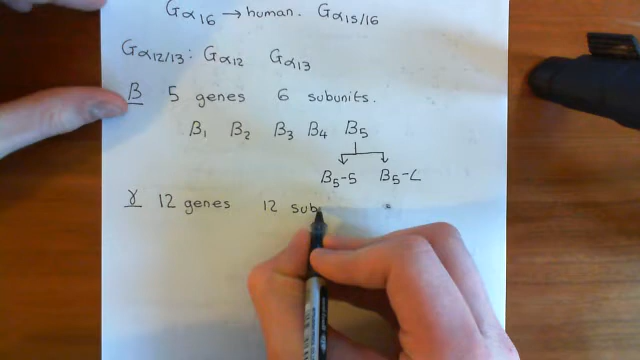 Gα16 → human. Gα15/16
Gα12/13: Gα12 Gα13
β 5 genes 6 subunits.
β1 β2 β3 β4 β5
β5-S β5-L
γ 12 genes 12 sub